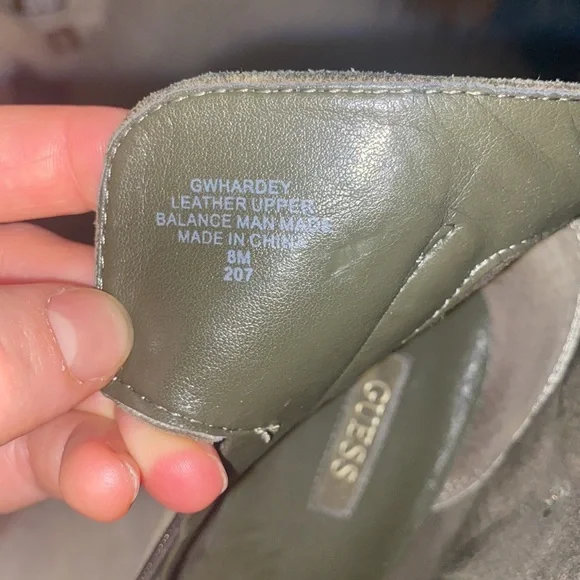 GWHARDEY
LEATHER UPPER
BALANCE MAN MADE
MADE IN CHINA
8M
207
GUESS